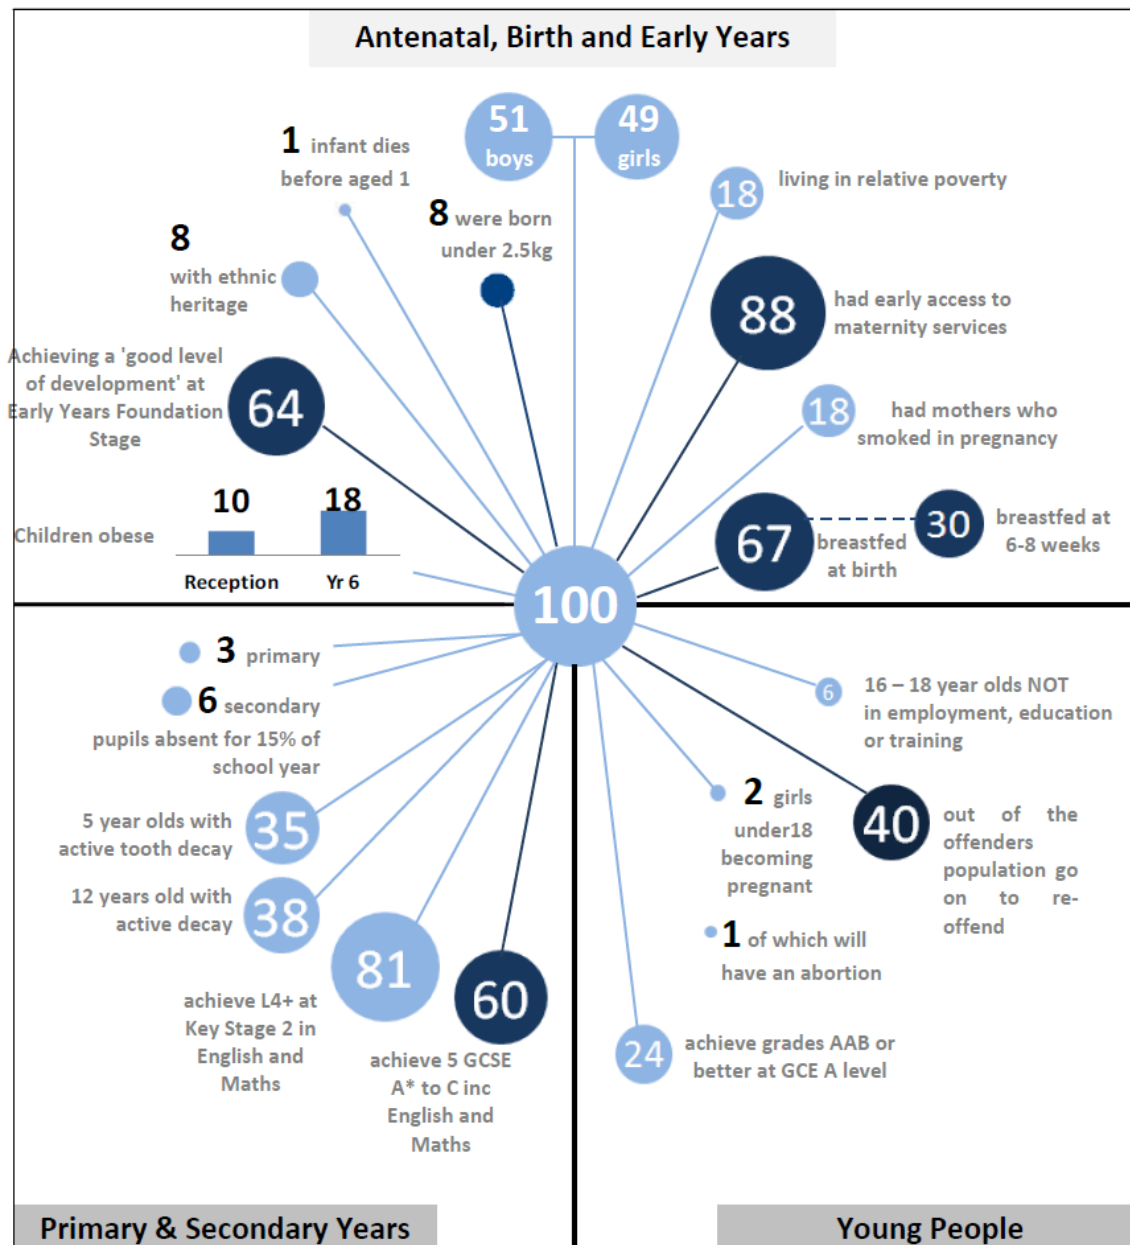 Antenatal, Birth and Early Years
51
boys
49
girls
1 infant dies
before aged 1
8 were born
under 2.5kg
18
living in relative poverty
8
with ethnic
heritage
88
had early access to
maternity services
Achieving a 'good level
of development' at
Early Years Foundation
Stage
64
18
had mothers who
smoked in pregnancy
Children obese
10
18
Reception
Yr 6
67
breastfed
at birth
30
breastfed at
6-8 weeks
100
3 primary
6 secondary
pupils absent for 15% of
school year
5 year olds with
active tooth decay
35
12 years old with
active decay
38
81
achieve L4+ at
Key Stage 2 in
English and
Maths
60
achieve 5 GCSE
A* to C inc
English and
Maths
6
16 – 18 year olds NOT
in employment, education
or training
2 girls
under18
becoming
pregnant
40
out of the
offenders
population go
on to re-
offend
1 of which will
have an abortion
24
achieve grades AAB or
better at GCE A level
Primary & Secondary Years
Young People